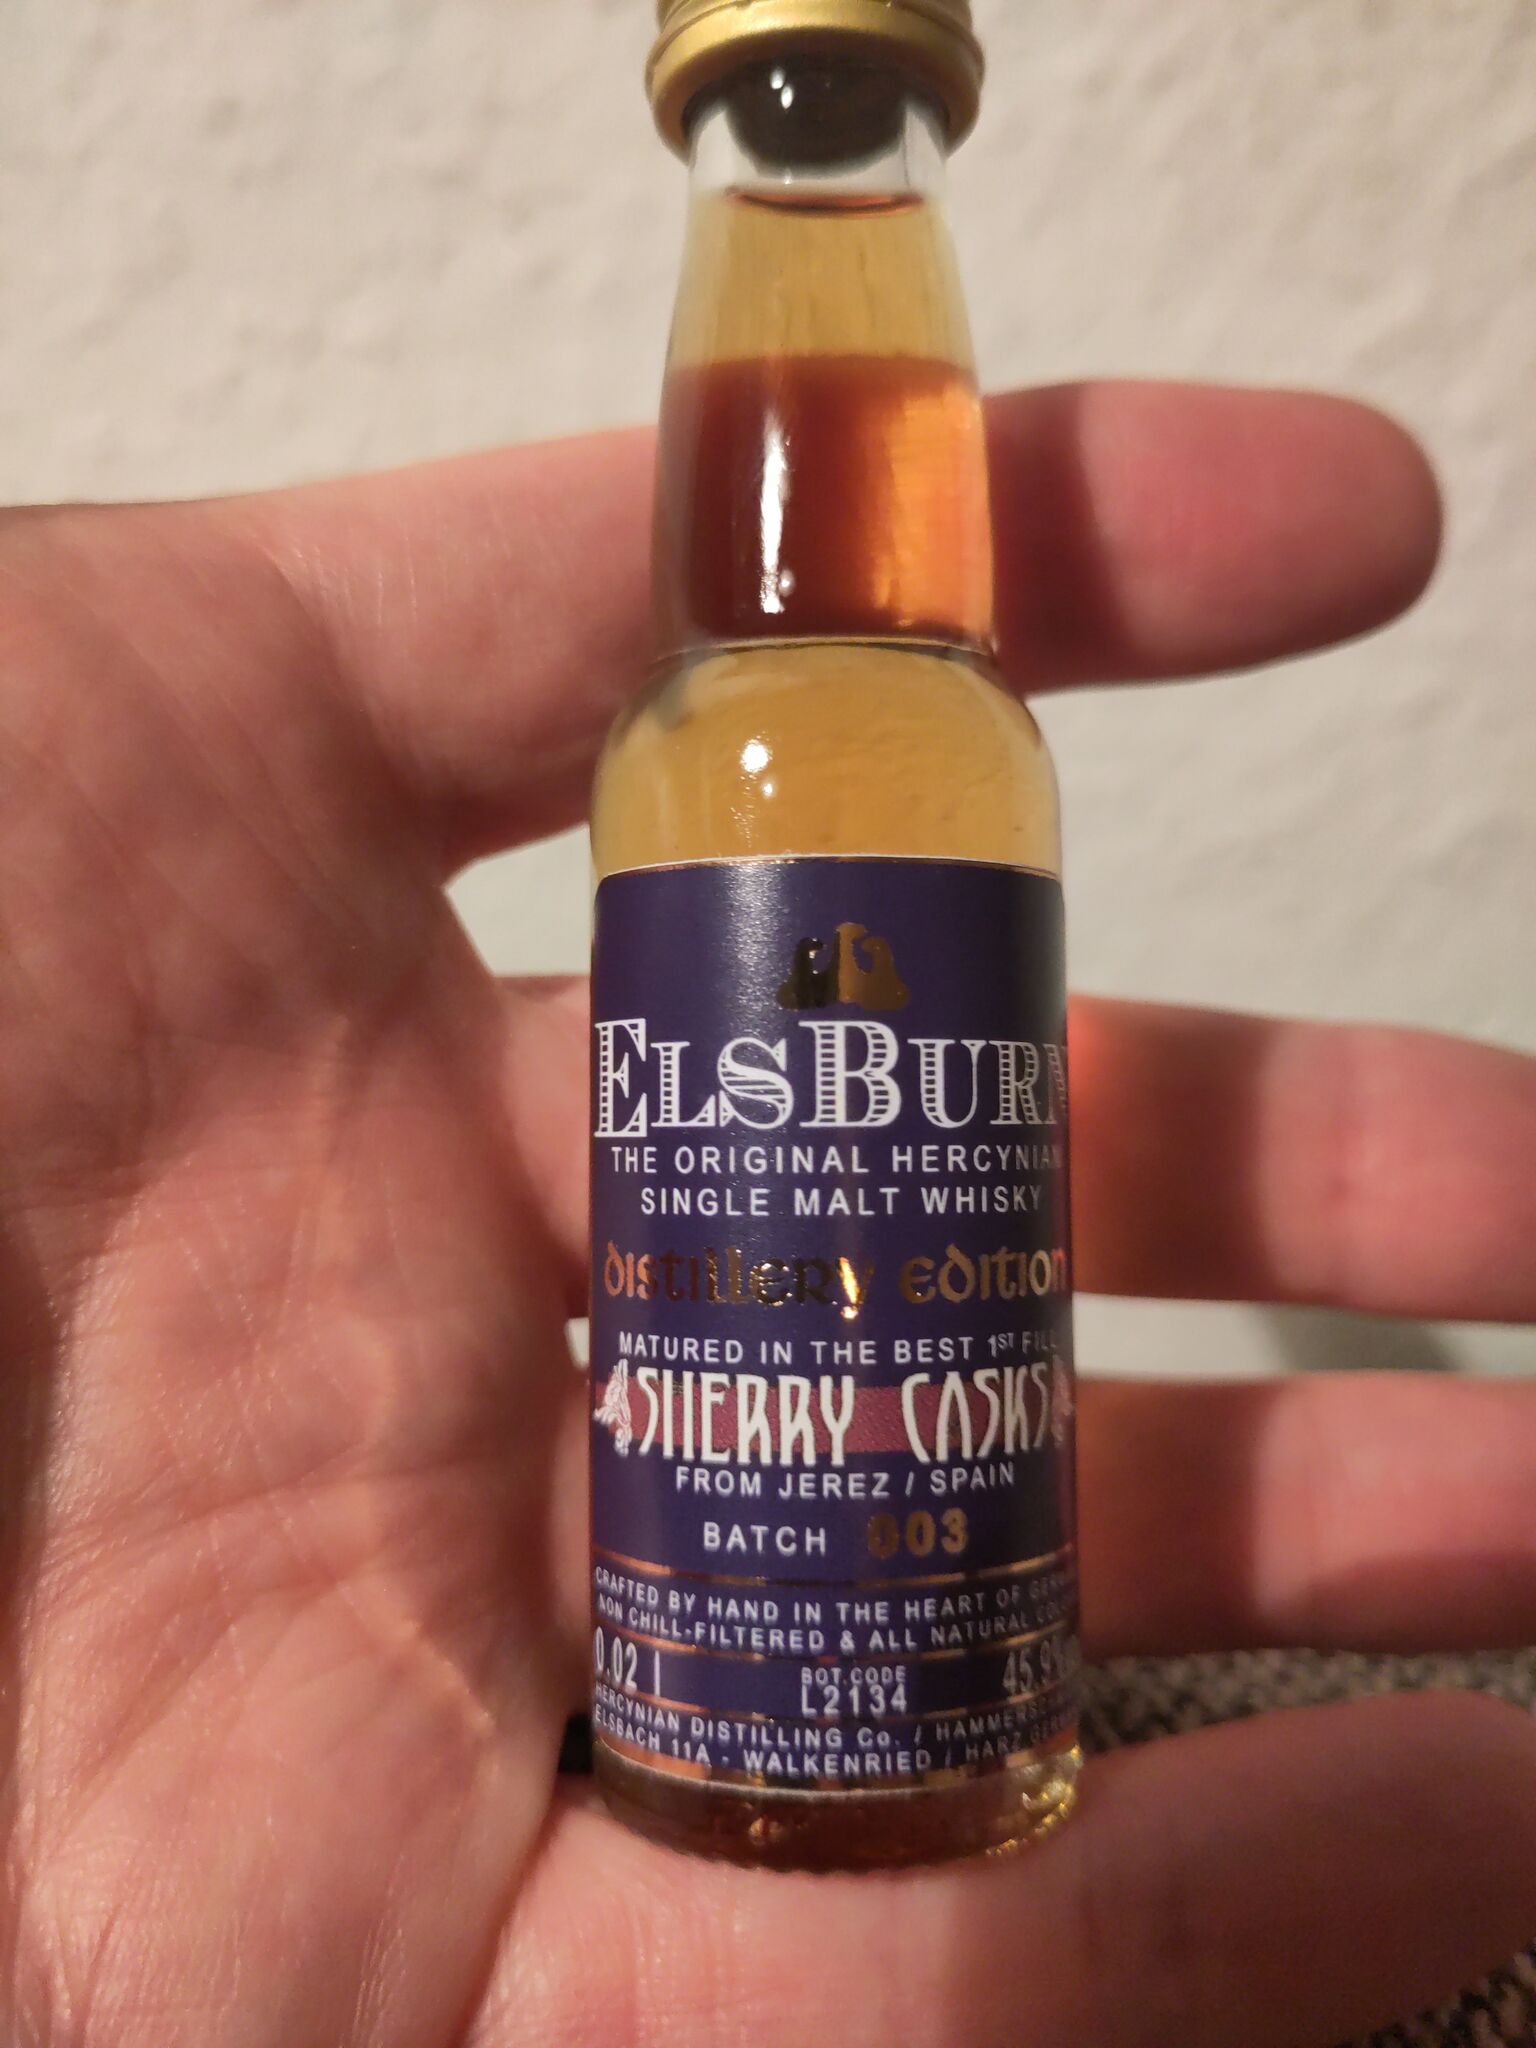 ELSBURN
THE ORIGINAL HERCYNIAN
SINGLE MALT WHISKY
distillery edition
MATURED IN THE BEST 1ST FILL
SHERRY CASKS
FROM JEREZ / SPAIN
BATCH 003
CRAFTED BY HAND IN THE HEART OF
NON CHILL-FILTERED & ALL NATURAL
0.02 l
BOT.CODE
L2134
45.9%
HERCYNIAN DISTILLING Co. /
ELSBACH 11A - WALKENRIED / HARZ